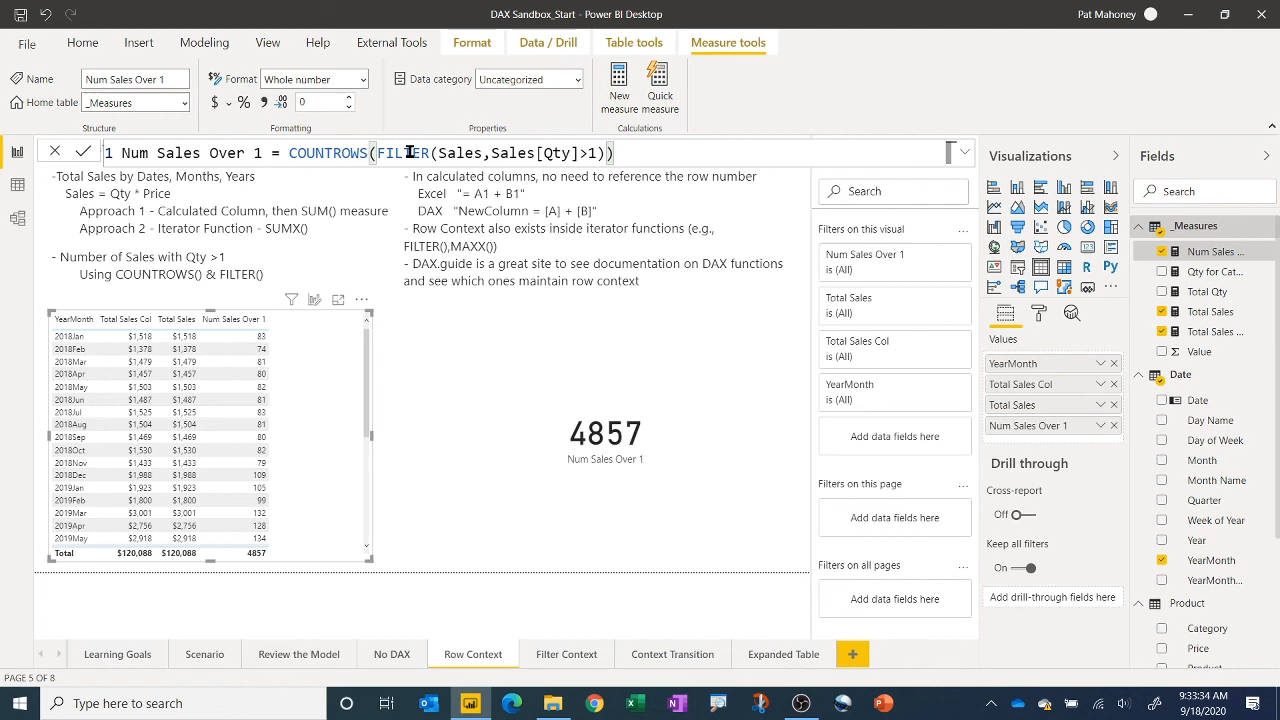 DAX Sandbox - Power BI Desktop
Pat Mahoney
File
Home
Insert
Modeling
View
Help
External Tools
Format
Data / Drill
Table tools
Measure tools
Name
Num Sales Over 1
Home table
_Measures
Structure
Format
Whole number
$
%
0
Formatting
Data category
Uncategorized
Properties
New
measure
Quick
measure
Calculations
1 Num Sales Over 1 = COUNTROWS(FILTER(Sales,Sales[Qty]>1))
-Total Sales by Dates, Months, Years
Sales = Qty * Price
Approach 1 - Calculated Column, then SUM() measure
Approach 2 - Iterator Function - SUMX()
- Number of Sales with Qty >1
Using COUNTROWS() & FILTER()
- In calculated columns, no need to reference the row number
Excel "= A1 + B1"
DAX "NewColumn = [A] + [B]"
- Row Context also exists inside iterator functions (e.g.,
FILTER(),MAXX())
- DAX.guide is a great site to see documentation on DAX functions
and see which ones maintain row context
YearMonth Total Sales Col Total Sales Num Sales Over 1
2018Jan $1,518 $1,518 83
2018Feb $1,378 $1,378 74
2018Mar $1,479 $1,479 81
2018Apr $1,457 $1,457 80
2018May $1,503 $1,503 82
2018Jun $1,487 $1,487 81
2018Jul $1,525 $1,525 83
2018Aug $1,504 $1,504 81
2018Sep $1,469 $1,469 80
2018Oct $1,530 $1,530 82
2018Nov $1,433 $1,433 79
2018Dec $1,988 $1,988 109
2019Jan $1,923 $1,923 105
2019Feb $1,800 $1,800 99
2019Mar $3,001 $3,001 132
2019Apr $2,756 $2,756 128
2019May $2,918 $2,918 134
Total $120,088 $120,088 4857
4857
Num Sales Over 1
Search
Filters on this visual
Num Sales Over 1
is (All)
Total Sales
is (All)
Total Sales Col
is (All)
YearMonth
is (All)
Add data fields here
Filters on this page
Add data fields here
Filters on all pages
Add data fields here
Visualizations
R
Py
Values
YearMonth
Total Sales Col
Total Sales
Num Sales Over 1
Drill through
Cross-report
Off
Keep all filters
On
Add drill-through fields here
Fields
Search
_Measures
Num Sales ...
Qty for Cat...
Total Qty
Total Sales
Total Sales ...
Value
Date
Date
Day Name
Day of Week
Month
Month Name
Quarter
Week of Year
Year
YearMonth
YearMonth...
Product
Category
Price
Learning Goals
Scenario
Review the Model
No DAX
Row Context
Filter Context
Context Transition
Expanded Table
PAGE 5 OF 8
Type here to search
9:33:34 AM
9/18/2020